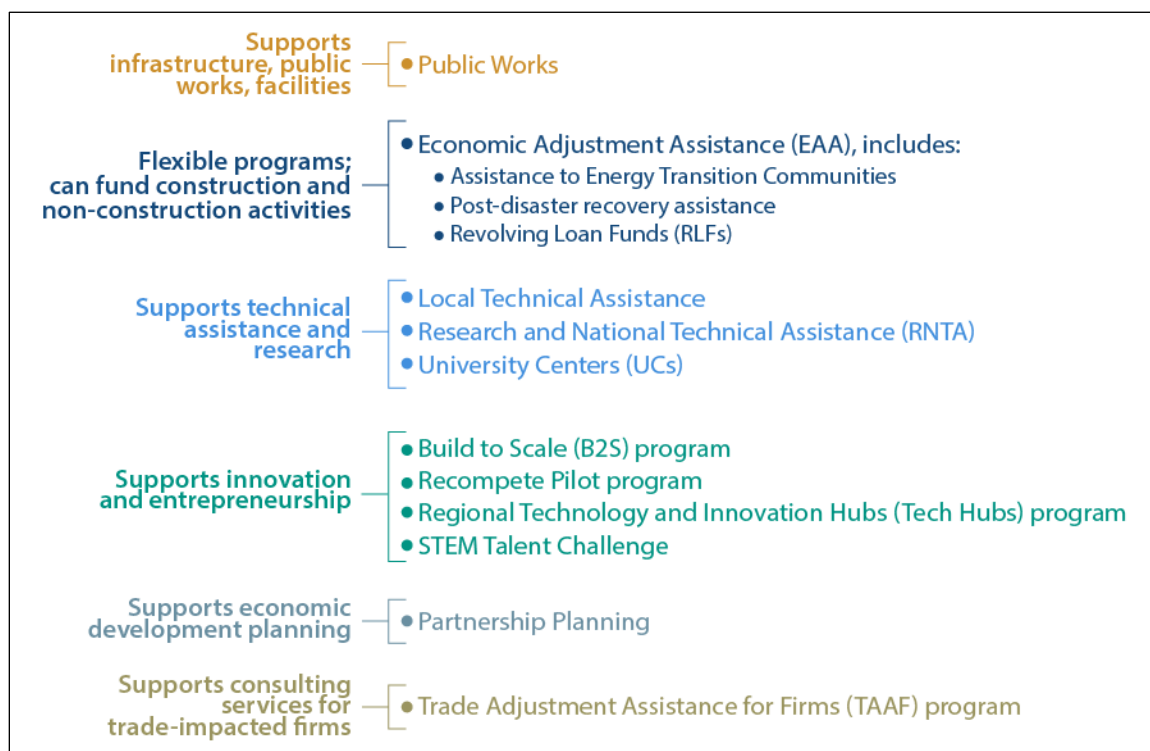 Supports
infrastructure, public
works, facilities
• Public Works
Flexible programs;
can fund construction and
non-construction activities
• Economic Adjustment Assistance (EAA), includes:
• Assistance to Energy Transition Communities
• Post-disaster recovery assistance
• Revolving Loan Funds (RLFs)
Supports technical
assistance and
research
• Local Technical Assistance
• Research and National Technical Assistance (RNTA)
• University Centers (UCs)
Supports innovation
and entrepreneurship
• Build to Scale (B2S) program
• Recompete Pilot program
• Regional Technology and Innovation Hubs (Tech Hubs) program
• STEM Talent Challenge
Supports economic
development planning
• Partnership Planning
Supports consulting
services for
trade-impacted firms
• Trade Adjustment Assistance for Firms (TAAF) program